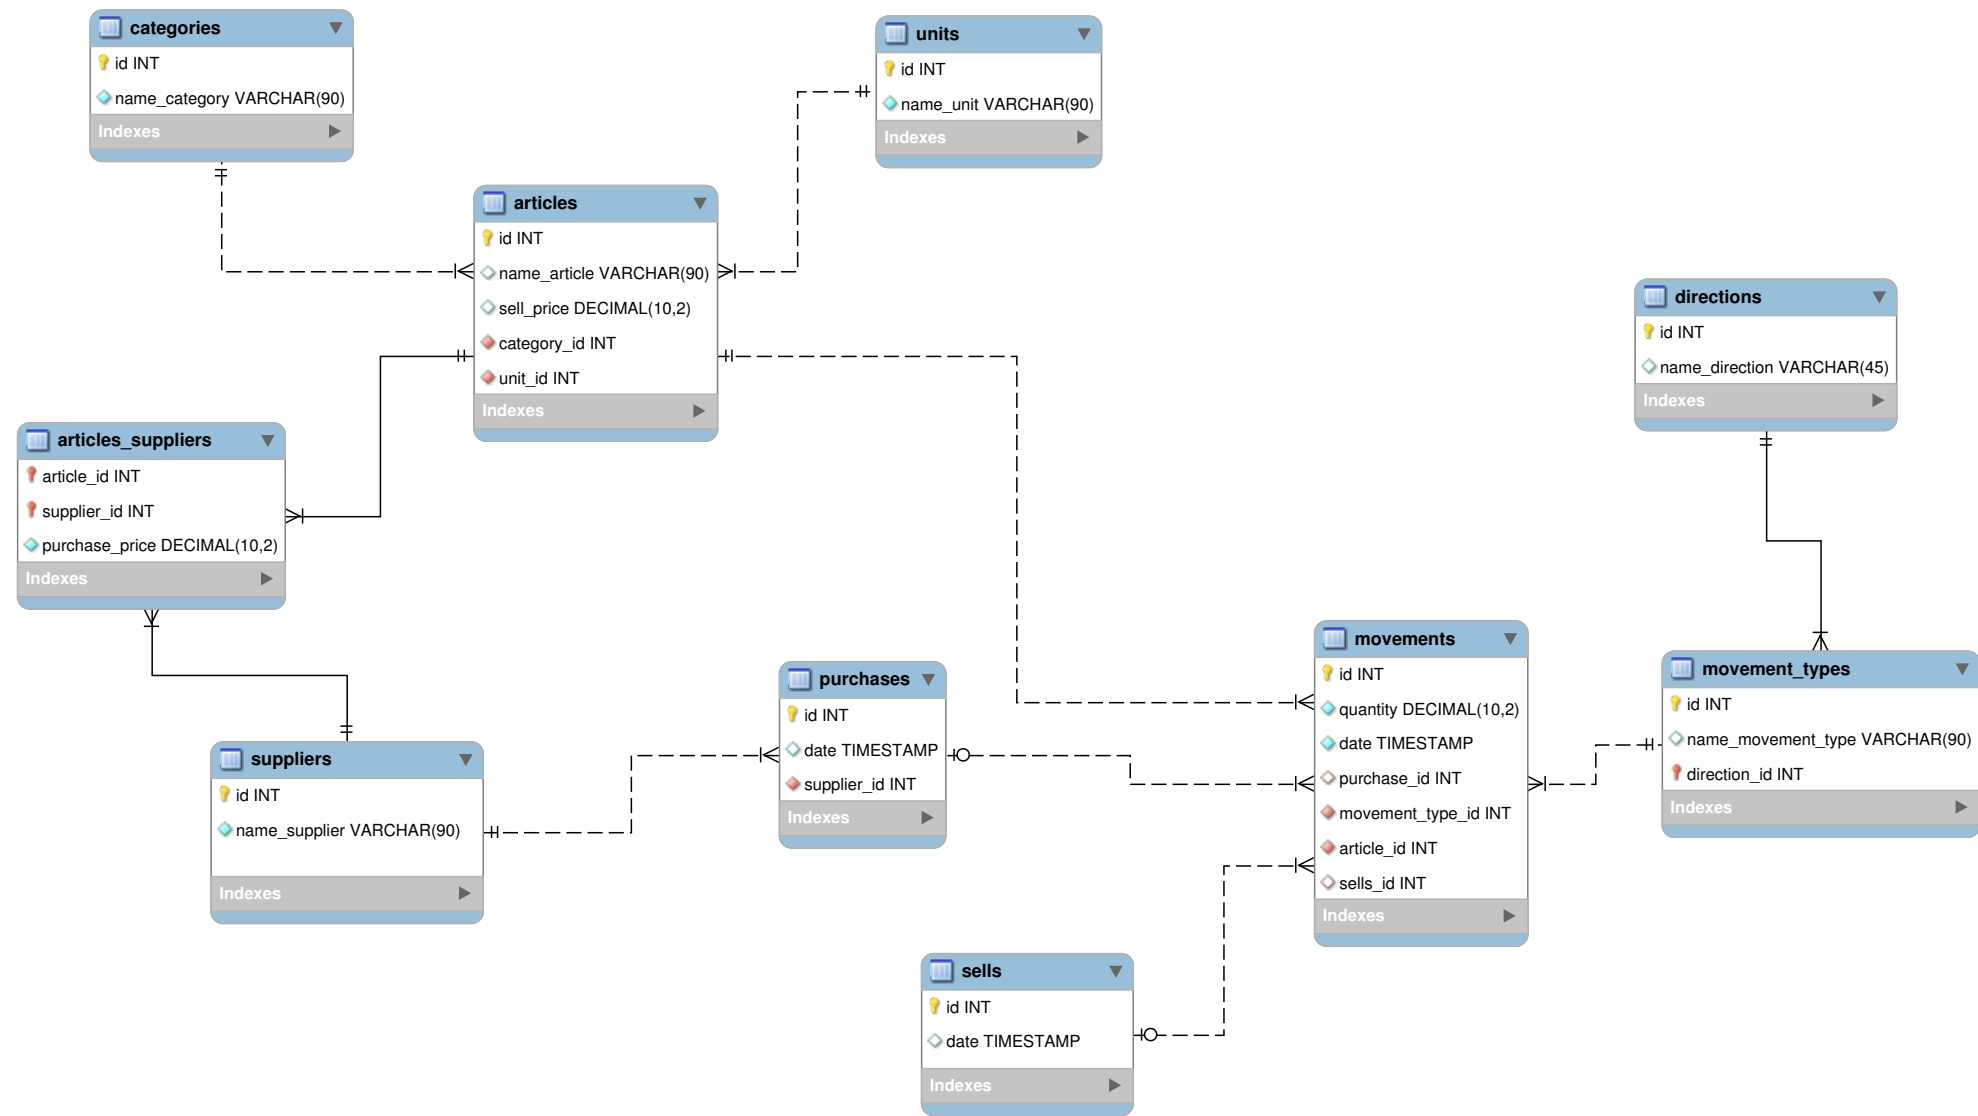 categories
id INT
name_category VARCHAR(90)
Indexes
units
id INT
name_unit VARCHAR(90)
Indexes
articles
id INT
name_article VARCHAR(90)
sell_price DECIMAL(10,2)
category_id INT
unit_id INT
Indexes
directions
id INT
name_direction VARCHAR(45)
Indexes
articles_suppliers
article_id INT
supplier_id INT
purchase_price DECIMAL(10,2)
Indexes
suppliers
id INT
name_supplier VARCHAR(90)
Indexes
purchases
id INT
date TIMESTAMP
supplier_id INT
Indexes
movements
id INT
quantity DECIMAL(10,2)
date TIMESTAMP
purchase_id INT
movement_type_id INT
article_id INT
sells_id INT
Indexes
movement_types
id INT
name_movement_type VARCHAR(90)
direction_id INT
Indexes
sells
id INT
date TIMESTAMP
Indexes